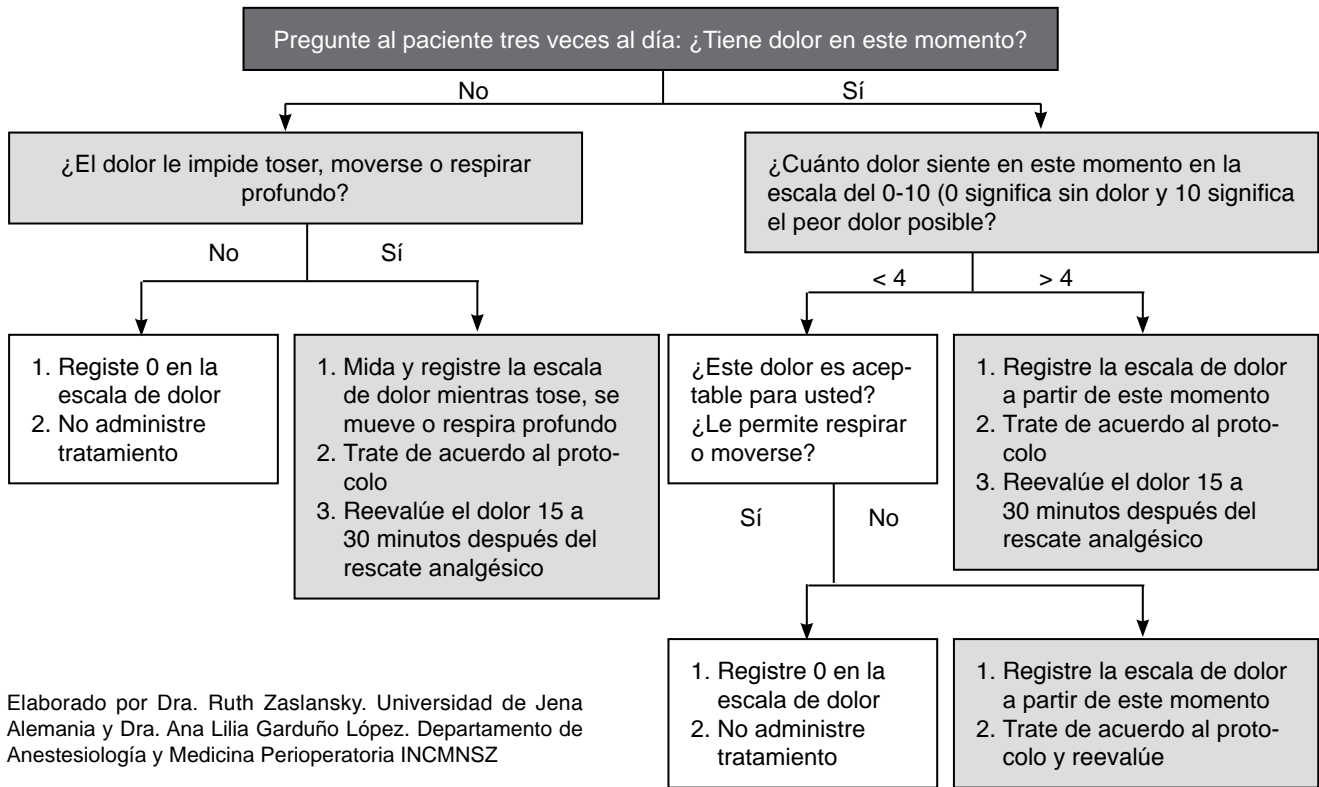 Pregunte al paciente tres veces al día: ¿Tiene dolor en este momento?
No
Sí
¿El dolor le impide toser, moverse o respirar
profundo?
¿Cuánto dolor siente en este momento en la
escala del 0-10 (0 significa sin dolor y 10 significa
el peor dolor posible?
No
Sí
< 4
> 4
1. Registe 0 en la
escala de dolor
2. No administre
tratamiento
1. Mida y registre la escala
de dolor mientras tose, se
mueve o respira profundo
2. Trate de acuerdo al proto-
colo
3. Reevalúe el dolor 15 a
30 minutos después del
rescate analgésico
¿Este dolor es acep-
table para usted?
¿Le permite respirar
o moverse?
1. Registre la escala de dolor
a partir de este momento
2. Trate de acuerdo al proto-
colo
3. Reevalúe el dolor 15 a
30 minutos después del
rescate analgésico
Sí
No
1. Registre 0 en la
escala de dolor
2. No administre
tratamiento
1. Registre la escala de dolor
a partir de este momento
2. Trate de acuerdo al proto-
colo y reevalúe
Elaborado por Dra. Ruth Zaslansky. Universidad de Jena
Alemania y Dra. Ana Lilia Garduño López. Departamento de
Anestesiología y Medicina Perioperatoria INCMNSZ